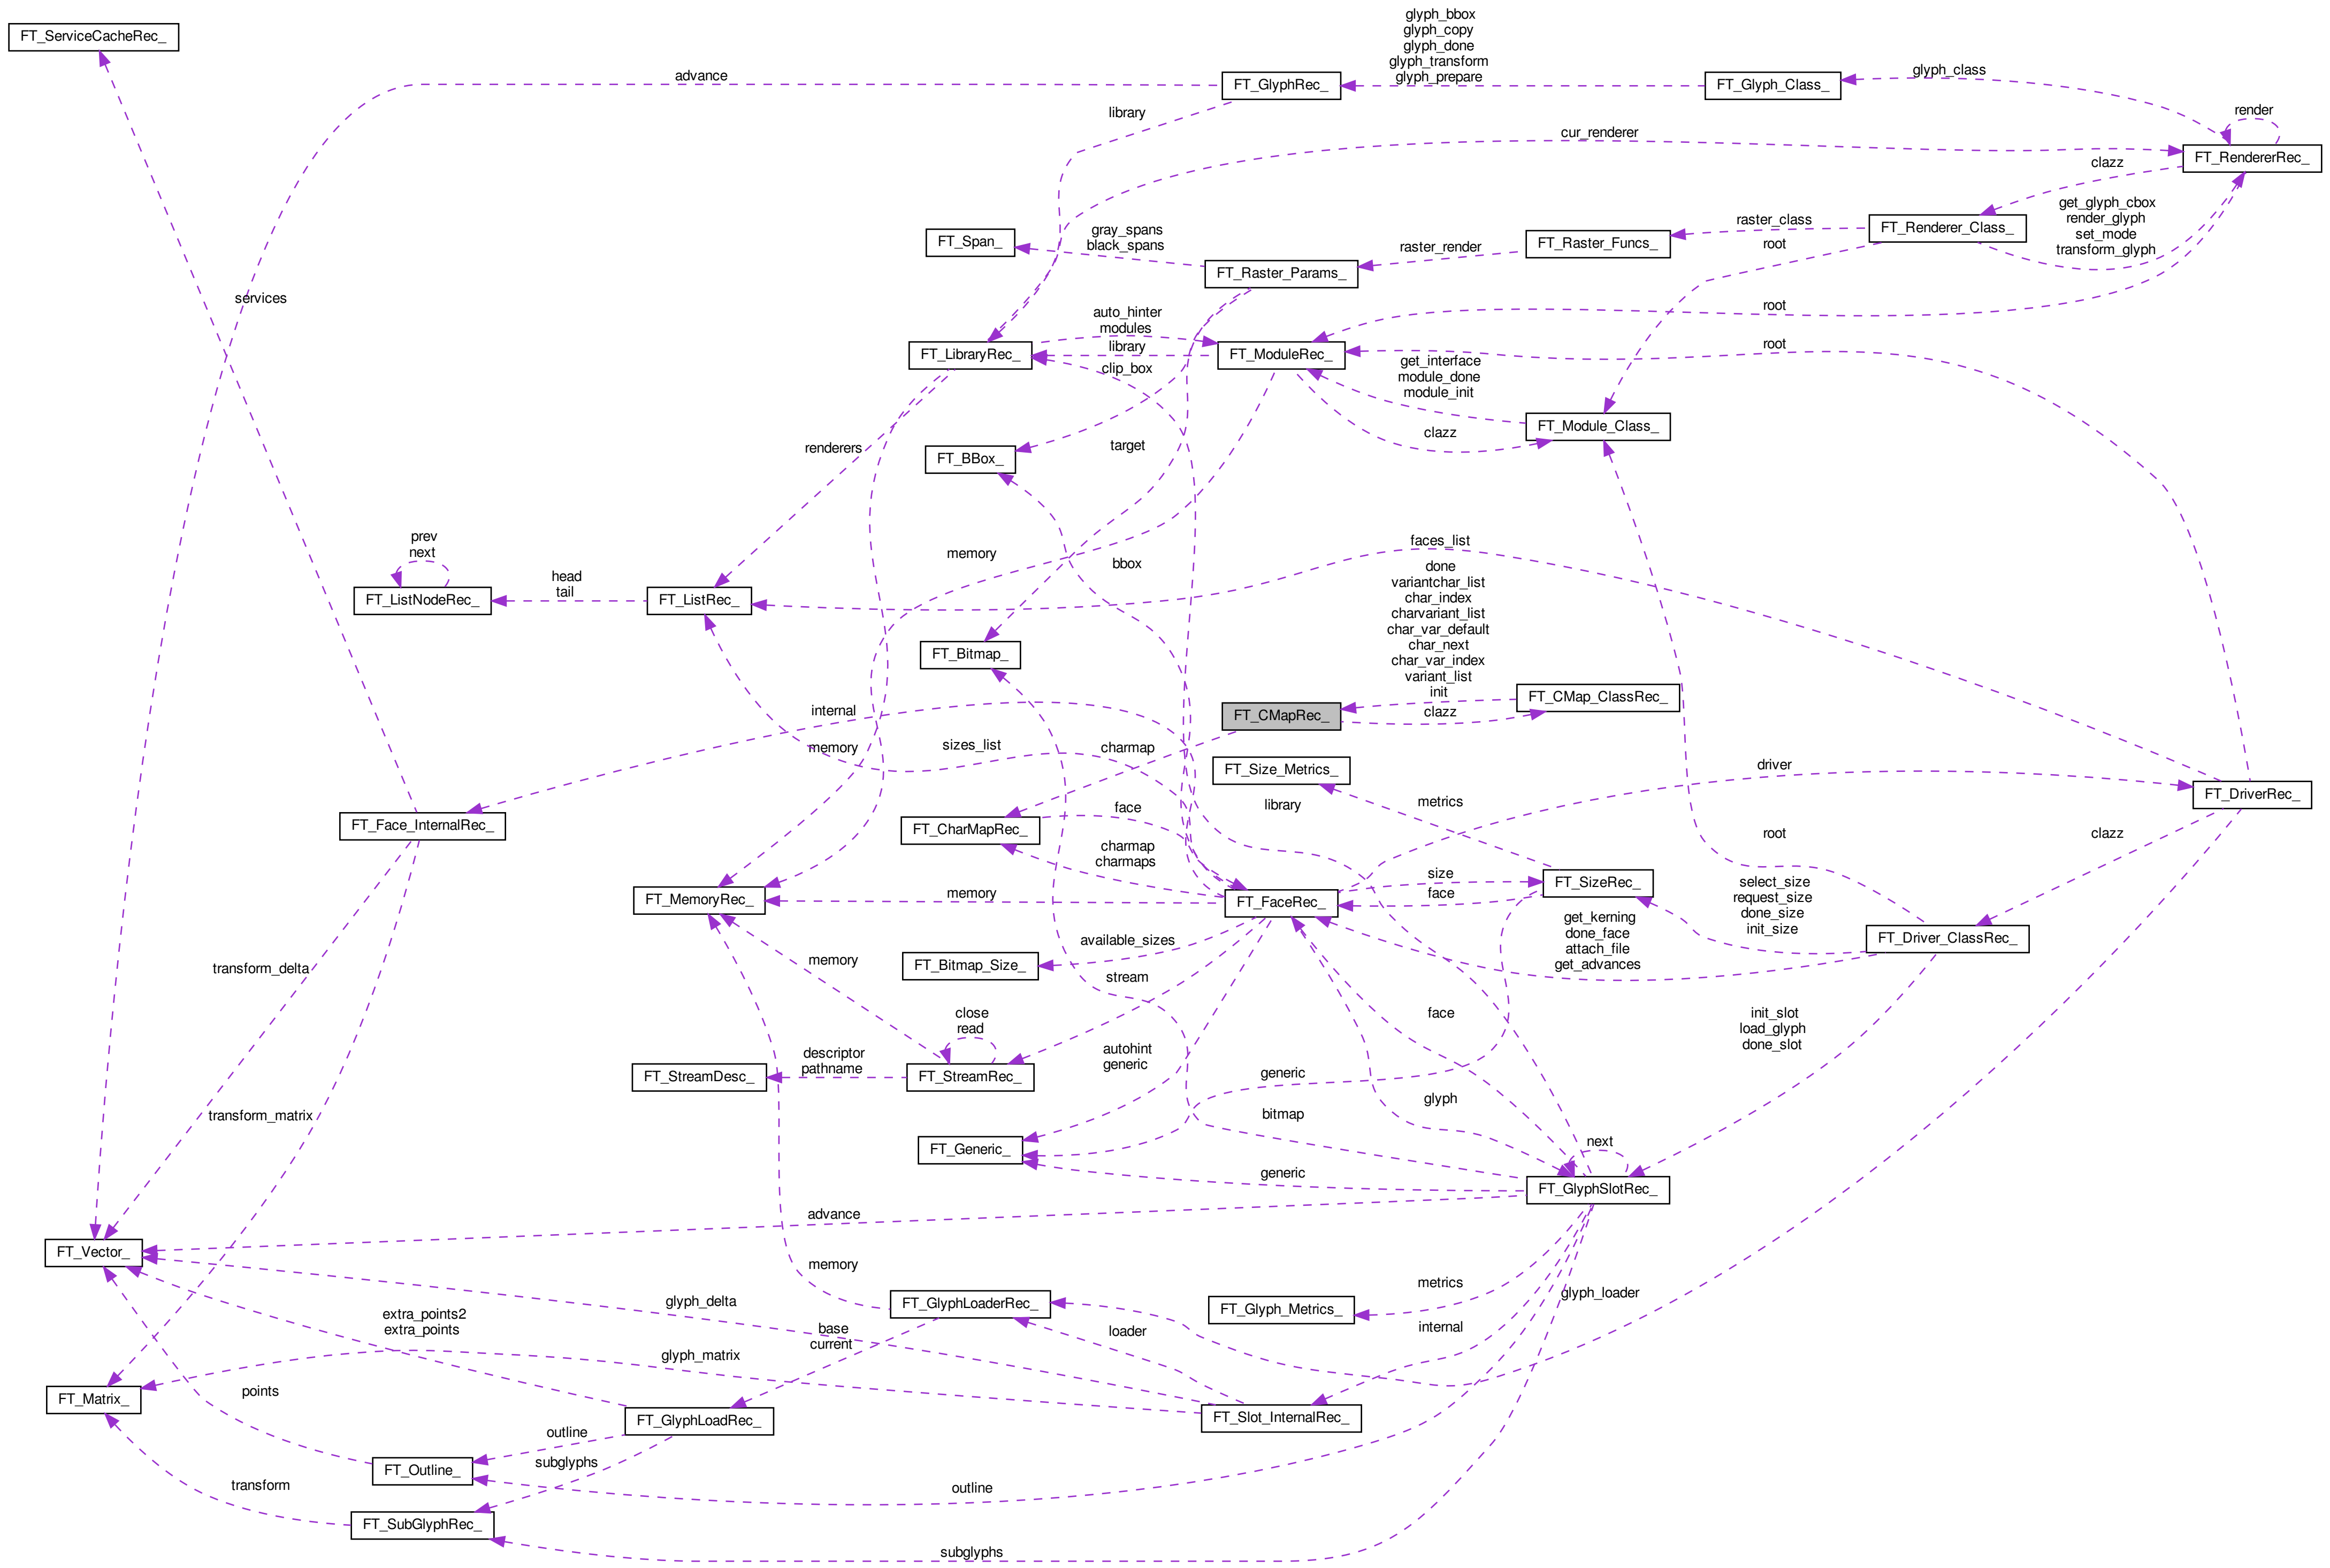 glyph_bbox
glyph_copy
glyph_done
glyph_transform
glyph_prepare
FT_ServiceCacheRec_
advance
FT_GlyphRec_
FT_Glyph_Class_
glyph_class
render
library
cur_renderer
FT_RendererRec_
clazz
get_glyph_cbox
render_glyph
set_mode
transform_glyph
FT_Span_
gray_spans
black_spans
raster_render
FT_Raster_Funcs_
raster_class
root
FT_Renderer_Class_
FT_Raster_Params_
services
auto_hinter
modules
library
clip_box
FT_LibraryRec_
FT_ModuleRec_
root
root
get_interface
module_done
module_init
FT_Module_Class_
clazz
renderers
FT_BBox_
target
memory
bbox
faces_list
prev
next
head
tail
FT_ListNodeRec_
FT_ListRec_
done
variantchar_list
char_index
charvariant_list
char_var_default
char_next
char_var_index
variant_list
init
FT_Bitmap_
FT_CMapRec_
clazz
FT_CMap_ClassRec_
internal
memory
sizes_list
charmap
FT_Size_Metrics_
driver
FT_DriverRec_
library
metrics
FT_Face_InternalRec_
FT_CharMapRec_
face
root
clazz
charmap
charmaps
FT_MemoryRec_
memory
FT_FaceRec_
size
face
FT_SizeRec_
select_size
request_size
done_size
init_size
get_kerning
done_face
attach_file
get_advances
FT_Driver_ClassRec_
transform_delta
memory
FT_Bitmap_Size_
available_sizes
stream
close
read
face
init_slot
load_glyph
done_slot
descriptor
pathname
FT_StreamDesc_
FT_StreamRec_
autohint
generic
generic
glyph
transform_matrix
bitmap
next
FT_Generic_
generic
FT_GlyphSlotRec_
advance
FT_Vector_
memory
metrics
glyph_loader
extra_points2
extra_points
glyph_delta
FT_GlyphLoaderRec_
FT_Glyph_Metrics_
base
current
loader
internal
glyph_matrix
FT_Matrix_
points
FT_GlyphLoadRec_
FT_Slot_InternalRec_
outline
FT_Outline_
subglyphs
transform
outline
FT_SubGlyphRec_
subglyphs